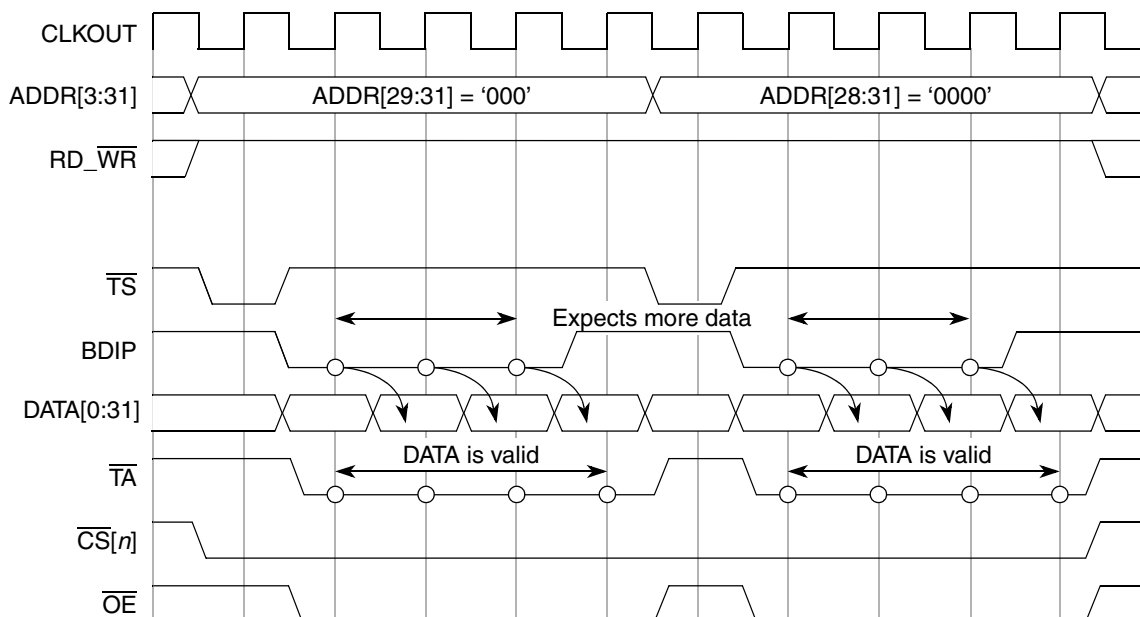 CLKOUT
ADDR[3:31]
ADDR[29:31] = ‘000’
ADDR[28:31] = ‘0000’
RD_WR
TS
Expects more data
BDIP
DATA[0:31]
DATA is valid
DATA is valid
TA
CS[n]
OE